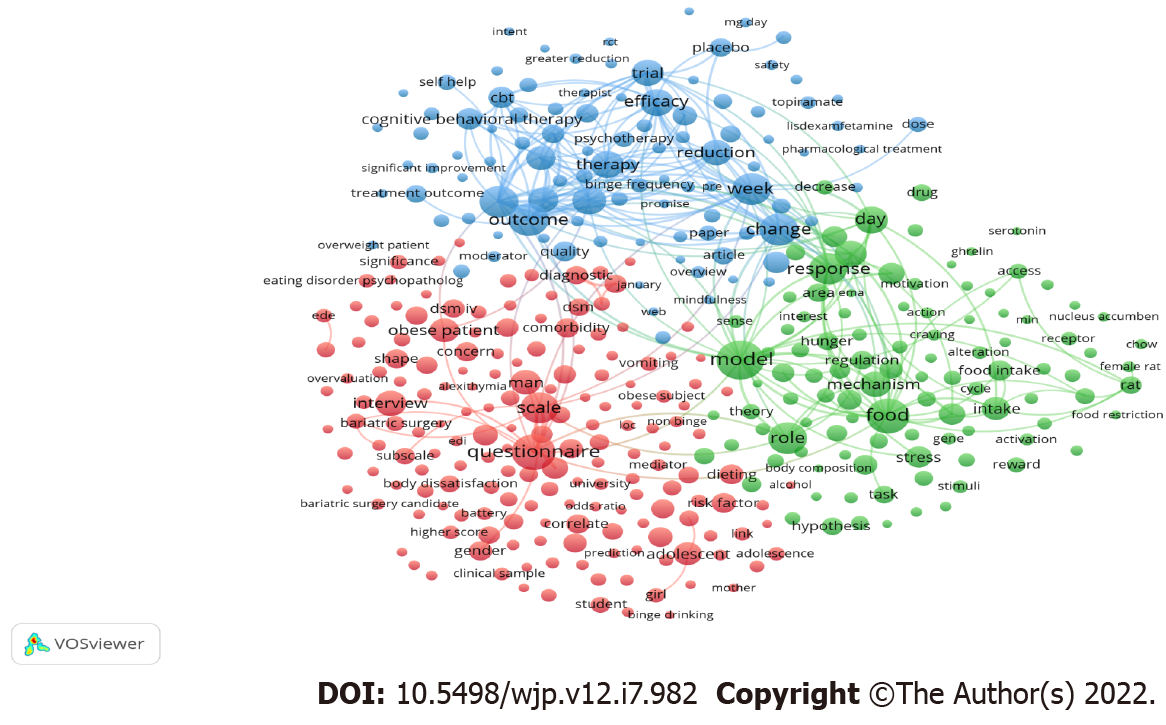 mg day
intent
rct
placebo
greater reduction
safety
trial
self help
therapist
cbt
efficacy
topiramate
cognitive behavioral therapy
lisdexamfetamine
dose
psychotherapy
reduction
pharmacological treatment
significant improvement
therapy
treatment outcome
binge frequency
pre
week
decrease
drug
promise
outcome
day
change
paper
serotonin
overweight patient
moderator
quality
article
ghrelin
significance
diagnostic
overview
response
access
eating disorder psychopatholog
january
motivation
area
ema
mindfulness
ede
dsm iv
dsm
web
sense
interest
action
min
nucleus accumben
obese patient
comorbidity
hunger
craving
receptor
shape
concern
vomiting
model
regulation
alteration
chow
overvaluation
alexithymia
man
mechanism
food intake
female rat
obese subject
cycle
rat
interview
scale
theory
food
intake
food restriction
bariatric surgery
loc
non binge
edi
role
gene
activation
subscale
questionnaire
mediator
body composition
stress
reward
body dissatisfaction
university
dieting
alcohol
stimuli
bariatric surgery candidate
battery
odds ratio
risk factor
task
higher score
correlate
link
hypothesis
gender
prediction
adolescent
adolescence
clinical sample
mother
student
girl
binge drinking
VOSviewer
DOI: 10.5498/wjp.v12.i7.982 Copyright ©The Author(s) 2022.